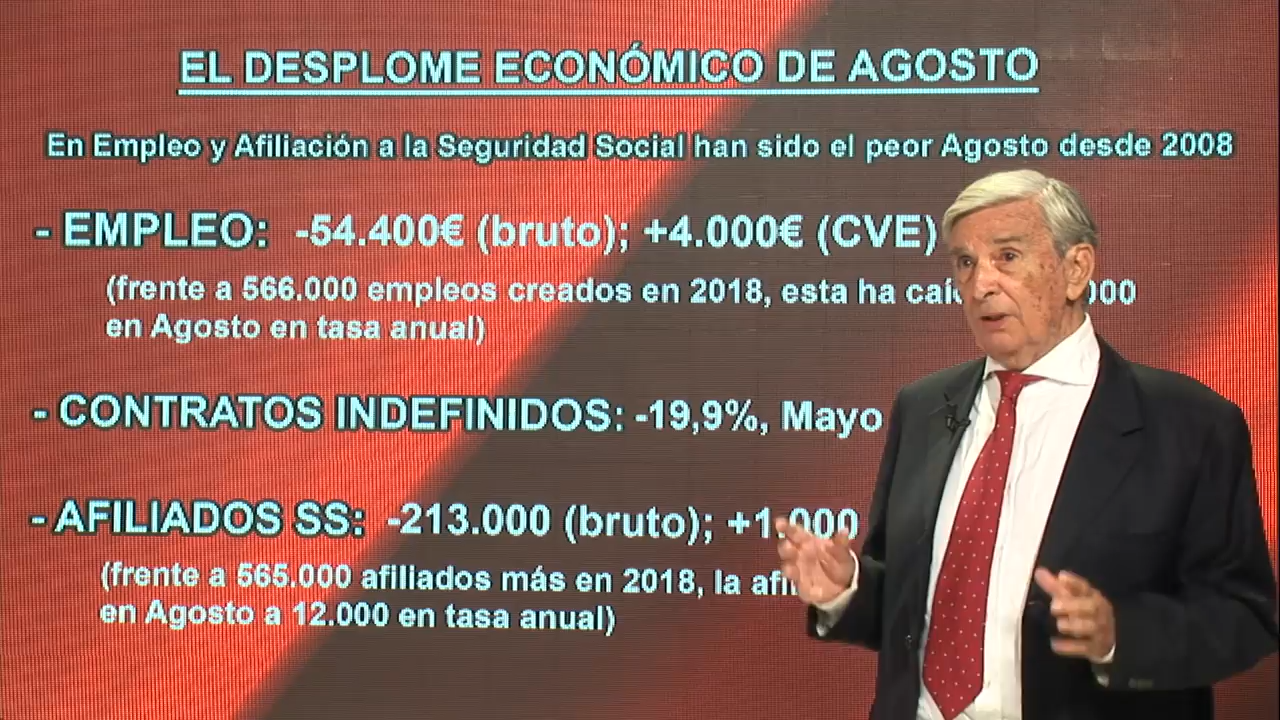 EL DESPLOME ECONÓMICO DE AGOSTO
En Empleo y Afiliación a la Seguridad Social han sido el peor Agosto desde 2008
- EMPLEO: -54.400€ (bruto); +4.000€ (CVE)
(frente a 566.000 empleos creados en 2018, esta ha
en Agosto en tasa anual)
- CONTRATOS INDEFINIDOS: -19,9%, Mayo
- AFILIADOS SS: -213.000 (bruto); +1.000
(frente a 565.000 afiliados más en 2018, la
en Agosto a 12.000 en tasa anual)